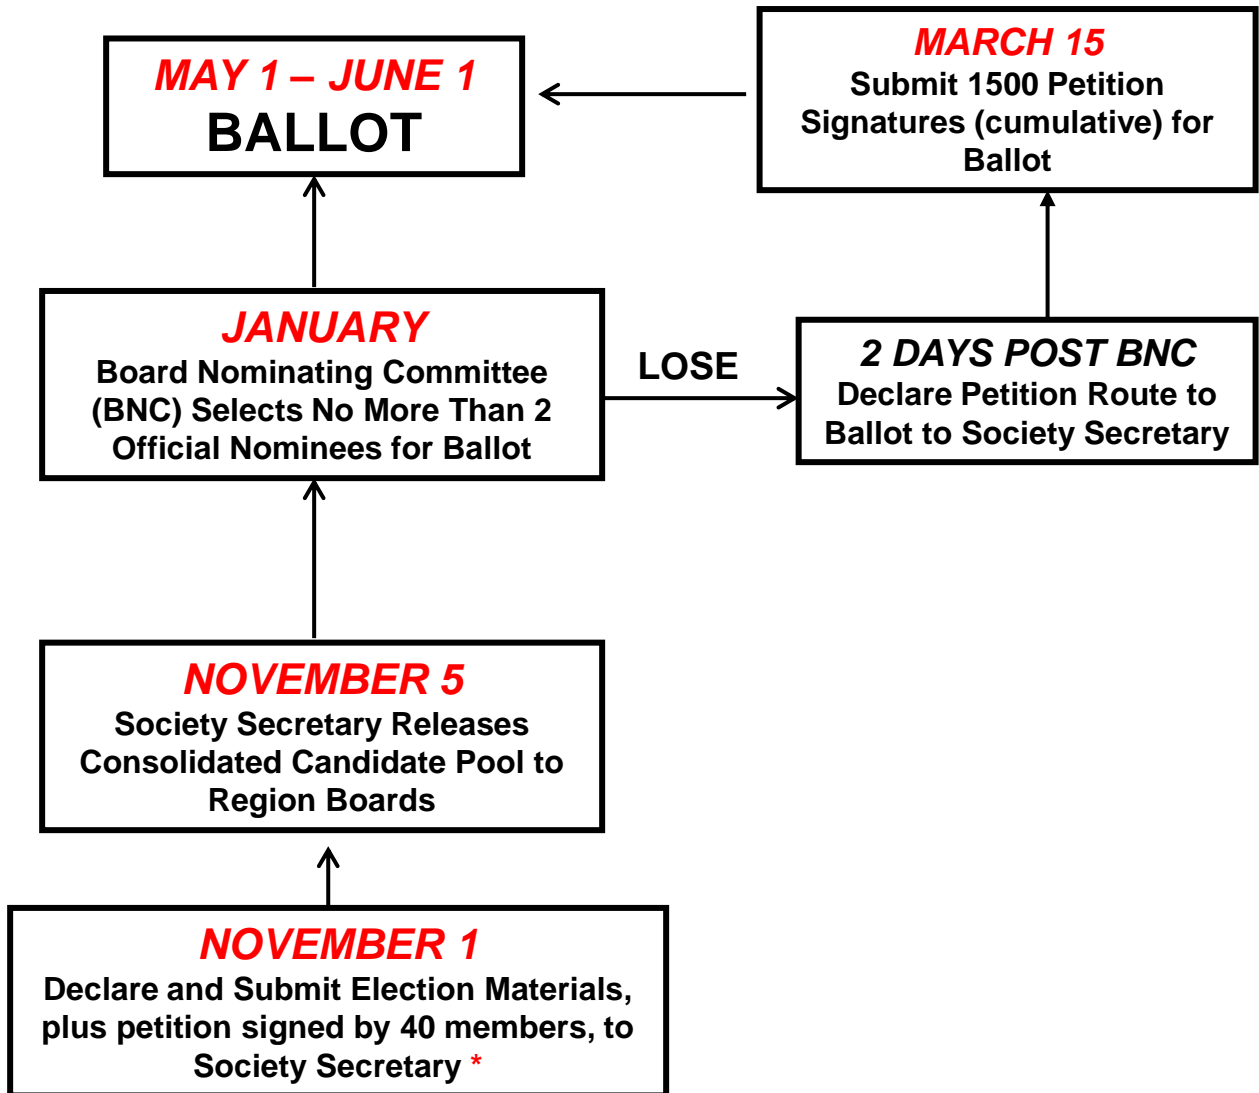 MAY 1 – JUNE 1
BALLOT
MARCH 15
Submit 1500 Petition
Signatures (cumulative) for
Ballot
JANUARY
Board Nominating Committee
(BNC) Selects No More Than 2
Official Nominees for Ballot
LOSE
2 DAYS POST BNC
Declare Petition Route to
Ballot to Society Secretary
NOVEMBER 5
Society Secretary Releases
Consolidated Candidate Pool to
Region Boards
NOVEMBER 1
Declare and Submit Election Materials,
plus petition signed by 40 members, to
Society Secretary *